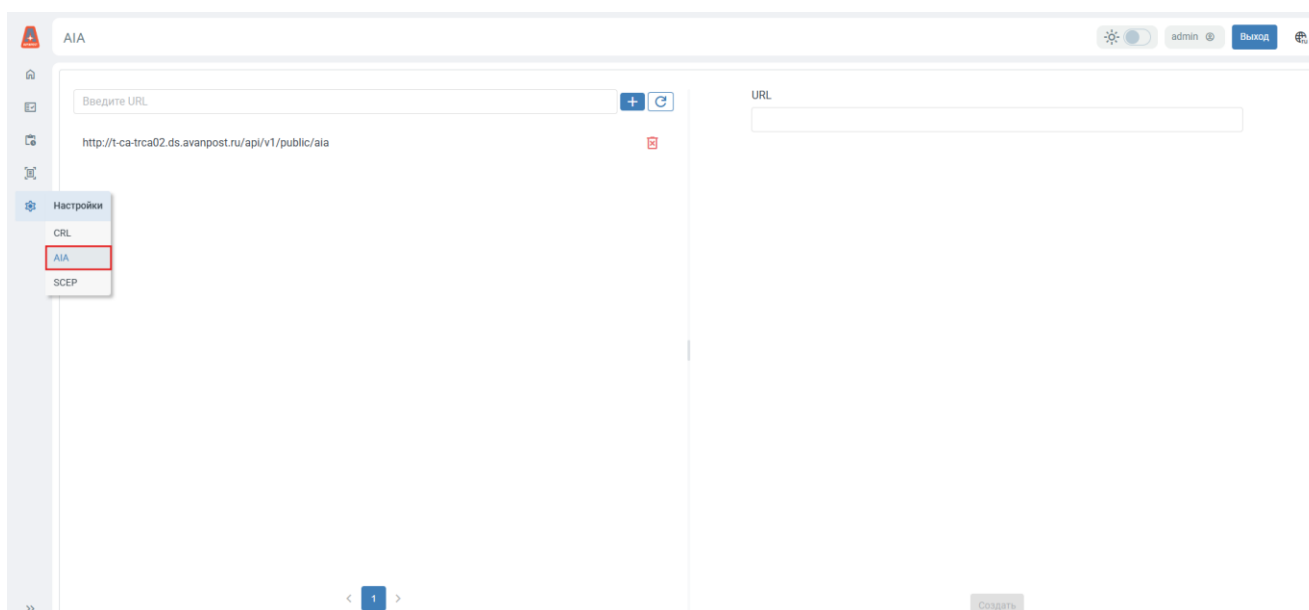 AIA
admin
Выход
ru
Введите URL
URL
http://t-ca-trca02.ds.avanpost.ru/api/v1/public/aia
Настройки
CRL
AIA
SCEP
1
Создать